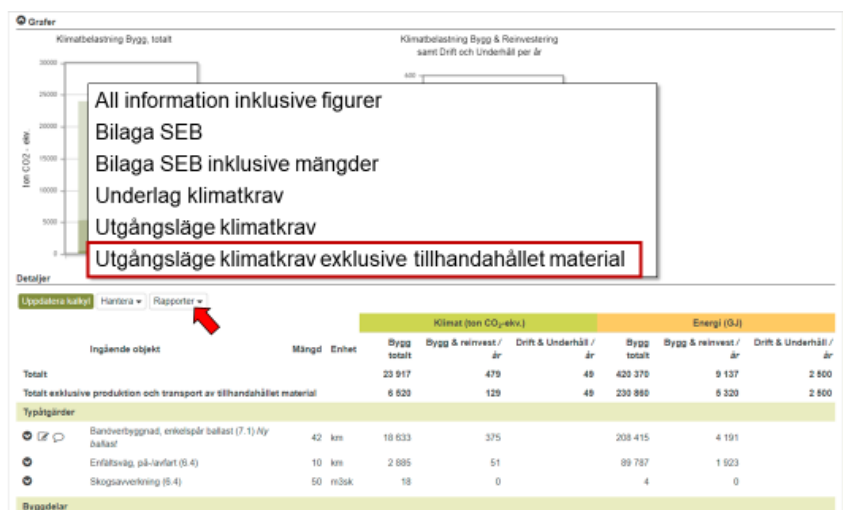 Grafer
Klimatbelastning Bygg, totalt
Klimatbelastning Bygg & Reinvestering
samt Drift och Underhåll per år
30000
600
25000
20000
15000
10000
5000
0
ton CO2 - ekv.
All information inklusive figurer
Bilaga SEB
Bilaga SEB inklusive mängder
Underlag klimatkrav
Utgångsläge klimatkrav
Utgångsläge klimatkrav exklusive tillhandahållet material
Detaljer
Uppdatera kalkyl Hantera Rapporter
Klimat (ton CO₂-ekv.) Energi (GJ)
Ingående objekt Mängd Enhet Bygg totalt Bygg & reinvest / år Drift & Underhåll / år Bygg totalt Bygg & reinvest / år Drift & Underhåll / år
Totalt 23 917 479 49 420 370 9 137 2 500
Totalt exklusive produktion och transport av tillhandahållet material 6 520 129 49 230 860 5 320 2 500
Typåtgärder
Banöverbyggnad, enkelspår ballast (7.1) Ny ballast 42 km 18 633 375 208 415 4 191
Enfältsväg, på-/avfart (6.4) 10 km 2 885 51 89 787 1 923
Skogsavverkning (6.4) 50 m3sk 18 0 4 0
Byggdelar